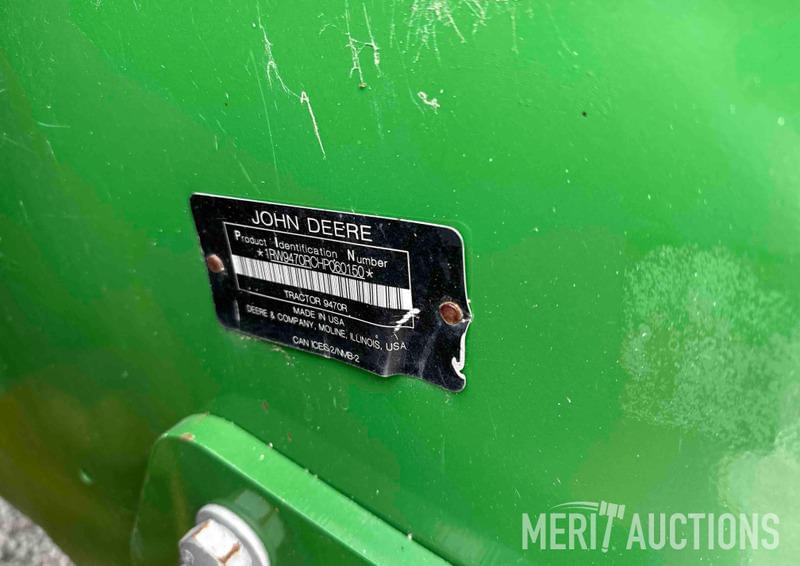 JOHN DEERE
Product Identification Number
*1RW9470RCHP060150*
TRACTOR 9470R
MADE IN USA
DEERE & COMPANY, MOLINE, ILLINOIS, USA
CAN ICES-2/NMB-2
MERIT AUCTIONS